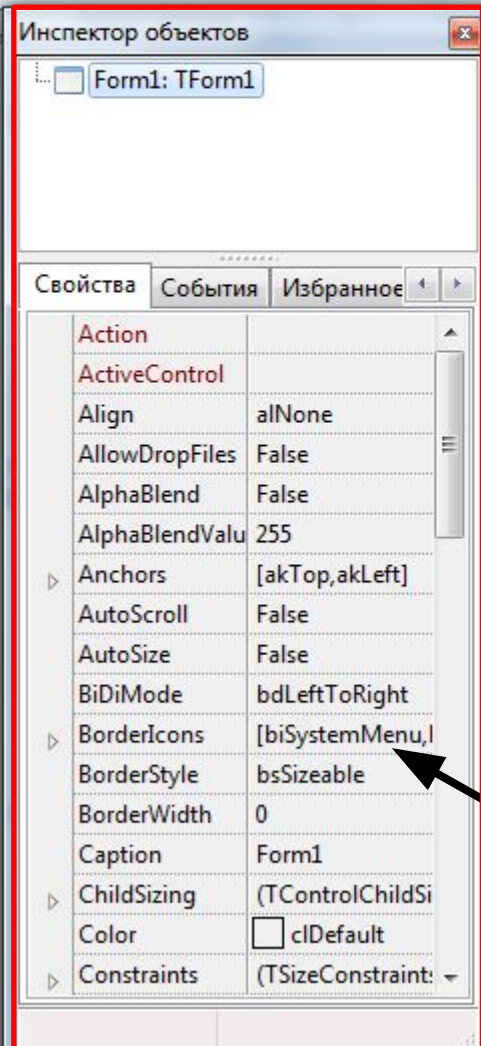 Инспектор объектов
Form1: TForm1
Свойства События Избранное
Action
ActiveControl
Align alNone
AllowDropFiles False
AlphaBlend False
AlphaBlendValu 255
Anchors [akTop,akLeft]
AutoScroll False
AutoSize False
BiDiMode bdLeftToRight
BorderIcons [biSystemMenu,
BorderStyle bsSizeable
BorderWidth 0
Caption Form1
ChildSizing (TControlChildSi
Color clDefault
Constraints (TSizeConstraints